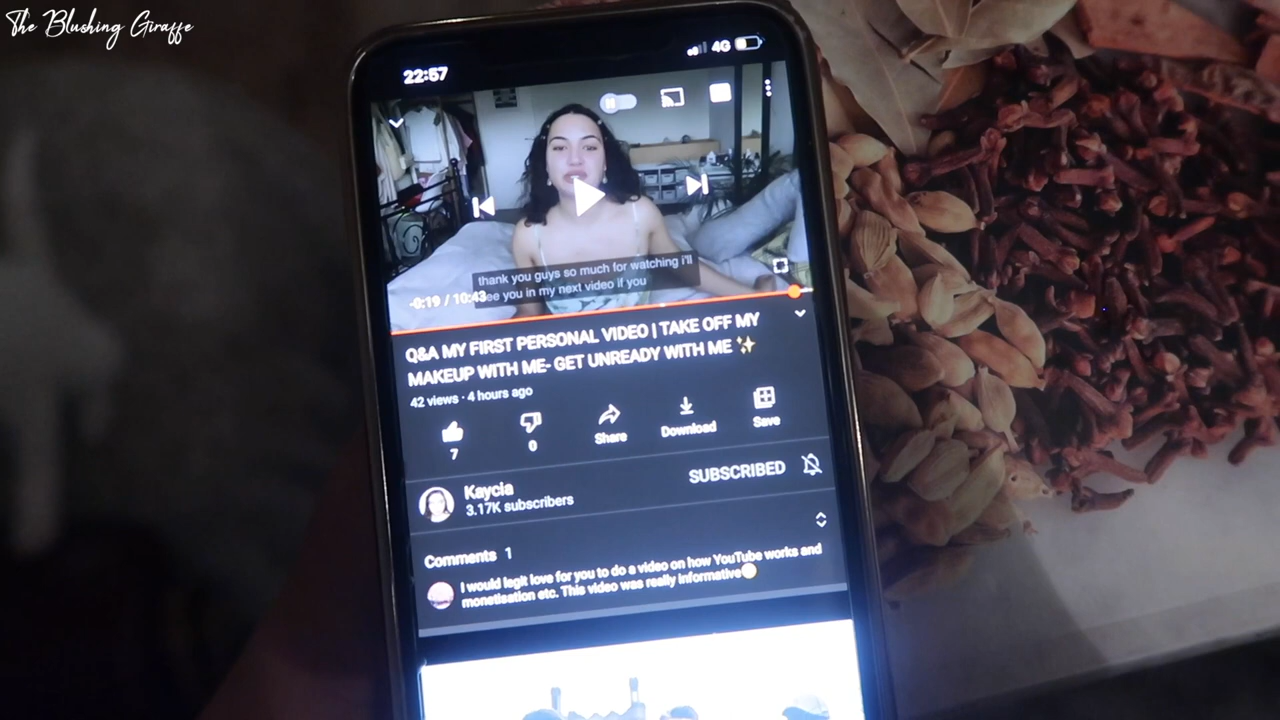 The Blushing Giraffe
22:57
4G
thank you guys so much for watching i'll
see you in my next video if you
-0:19 / 10:43
Q&A MY FIRST PERSONAL VIDEO | TAKE OFF MY
MAKEUP WITH ME- GET UNREADY WITH ME ✨
42 views · 4 hours ago
7
0
Share
Download
Save
Kaycia
3.17K subscribers
SUBSCRIBED
Comments 1
I would legit love for you to do a video on how YouTube works and
monetisation etc. This video was really informative